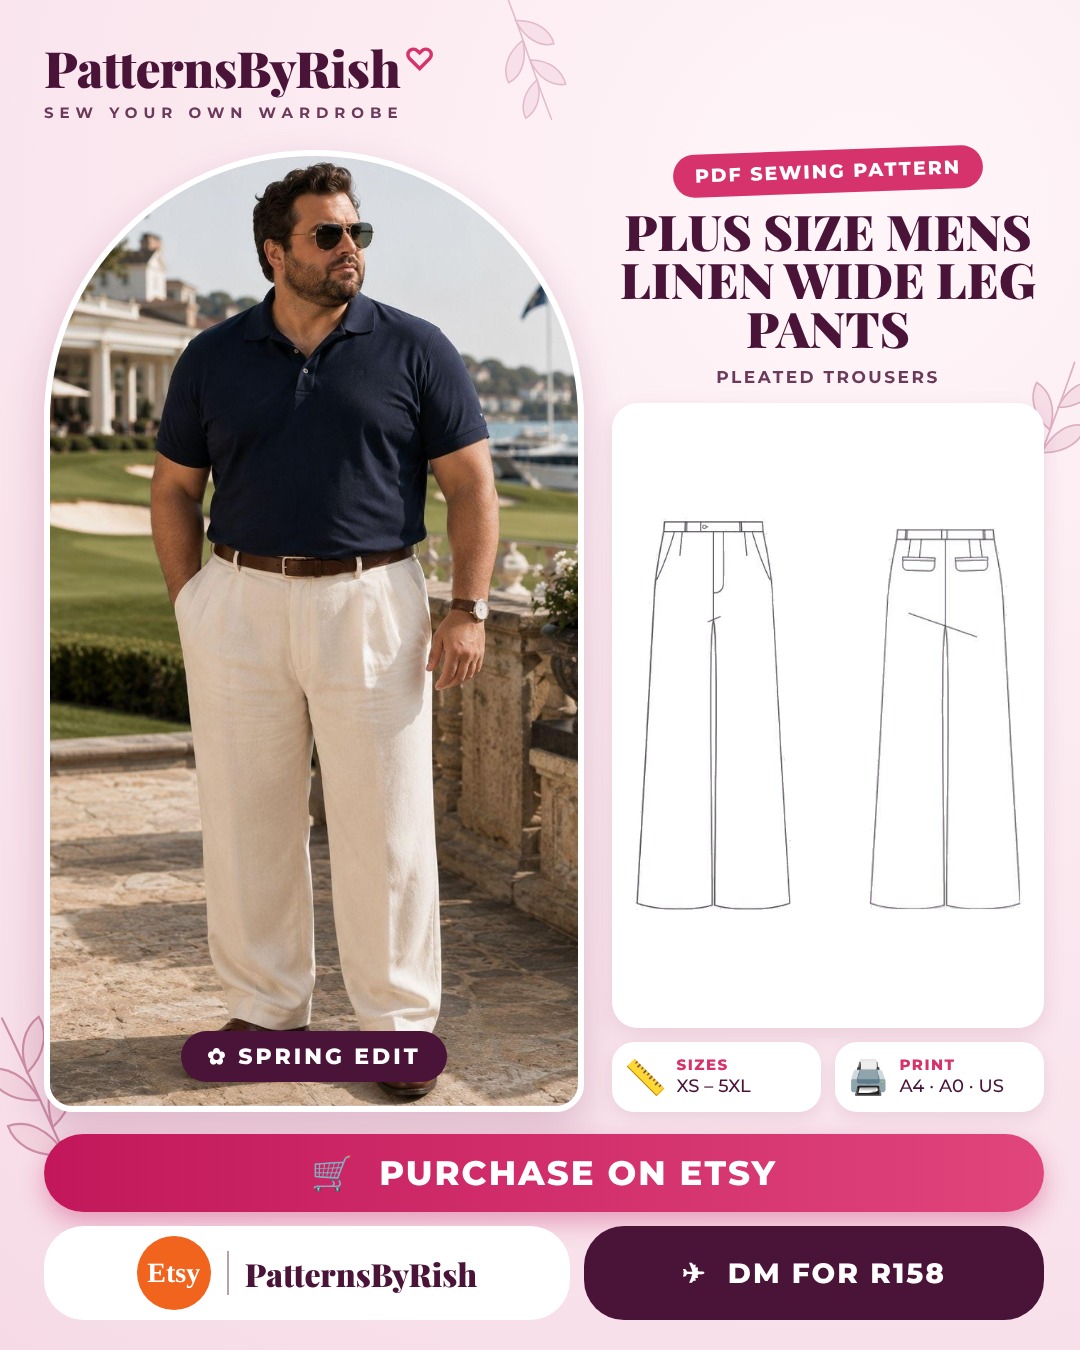 PatternsByRish
SEW YOUR OWN WARDROBE
PDF SEWING PATTERN
PLUS SIZE MENS
LINEN WIDE LEG
PANTS
PLEATED TROUSERS
SPRING EDIT
SIZES
XS – 5XL
PRINT
A4 · A0 · US
PURCHASE ON ETSY
Etsy
PatternsByRish
DM FOR R158